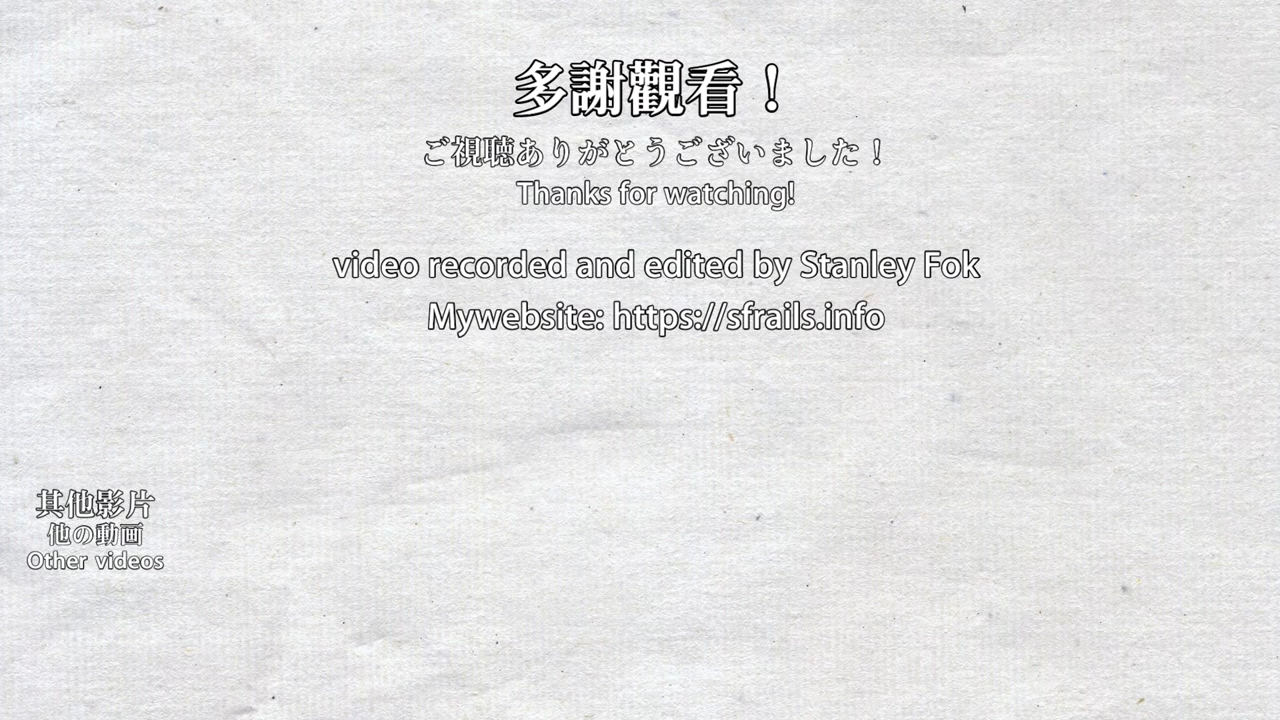 多謝觀看！
ご視聴ありがとうございました！
Thanks for watching!
video recorded and edited by Stanley Fok
Mywebsite: https://sfrails.info
其他影片
他の動画
Other videos